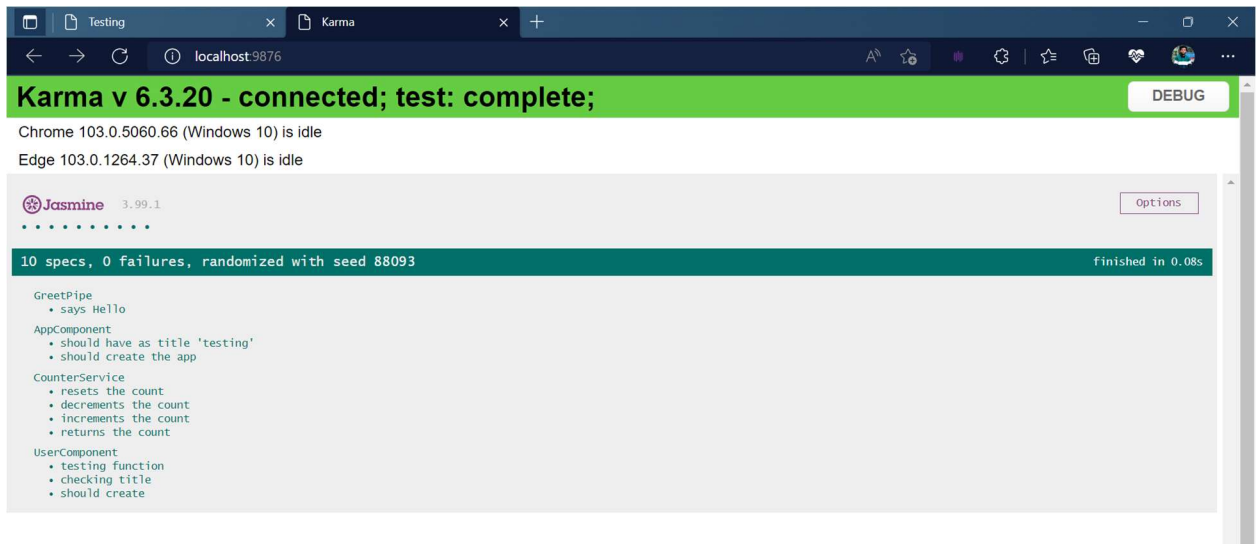 Testing
Karma
localhost:9876
Karma v 6.3.20 - connected; test: complete;
DEBUG
Chrome 103.0.5060.66 (Windows 10) is idle
Edge 103.0.1264.37 (Windows 10) is idle
Jasmine 3.99.1
Options
10 specs, 0 failures, randomized with seed 88093
finished in 0.08s
GreetPipe
• says Hello
AppComponent
• should have as title 'testing'
• should create the app
CounterService
• resets the count
• decrements the count
• increments the count
• returns the count
UserComponent
• testing function
• checking title
• should create